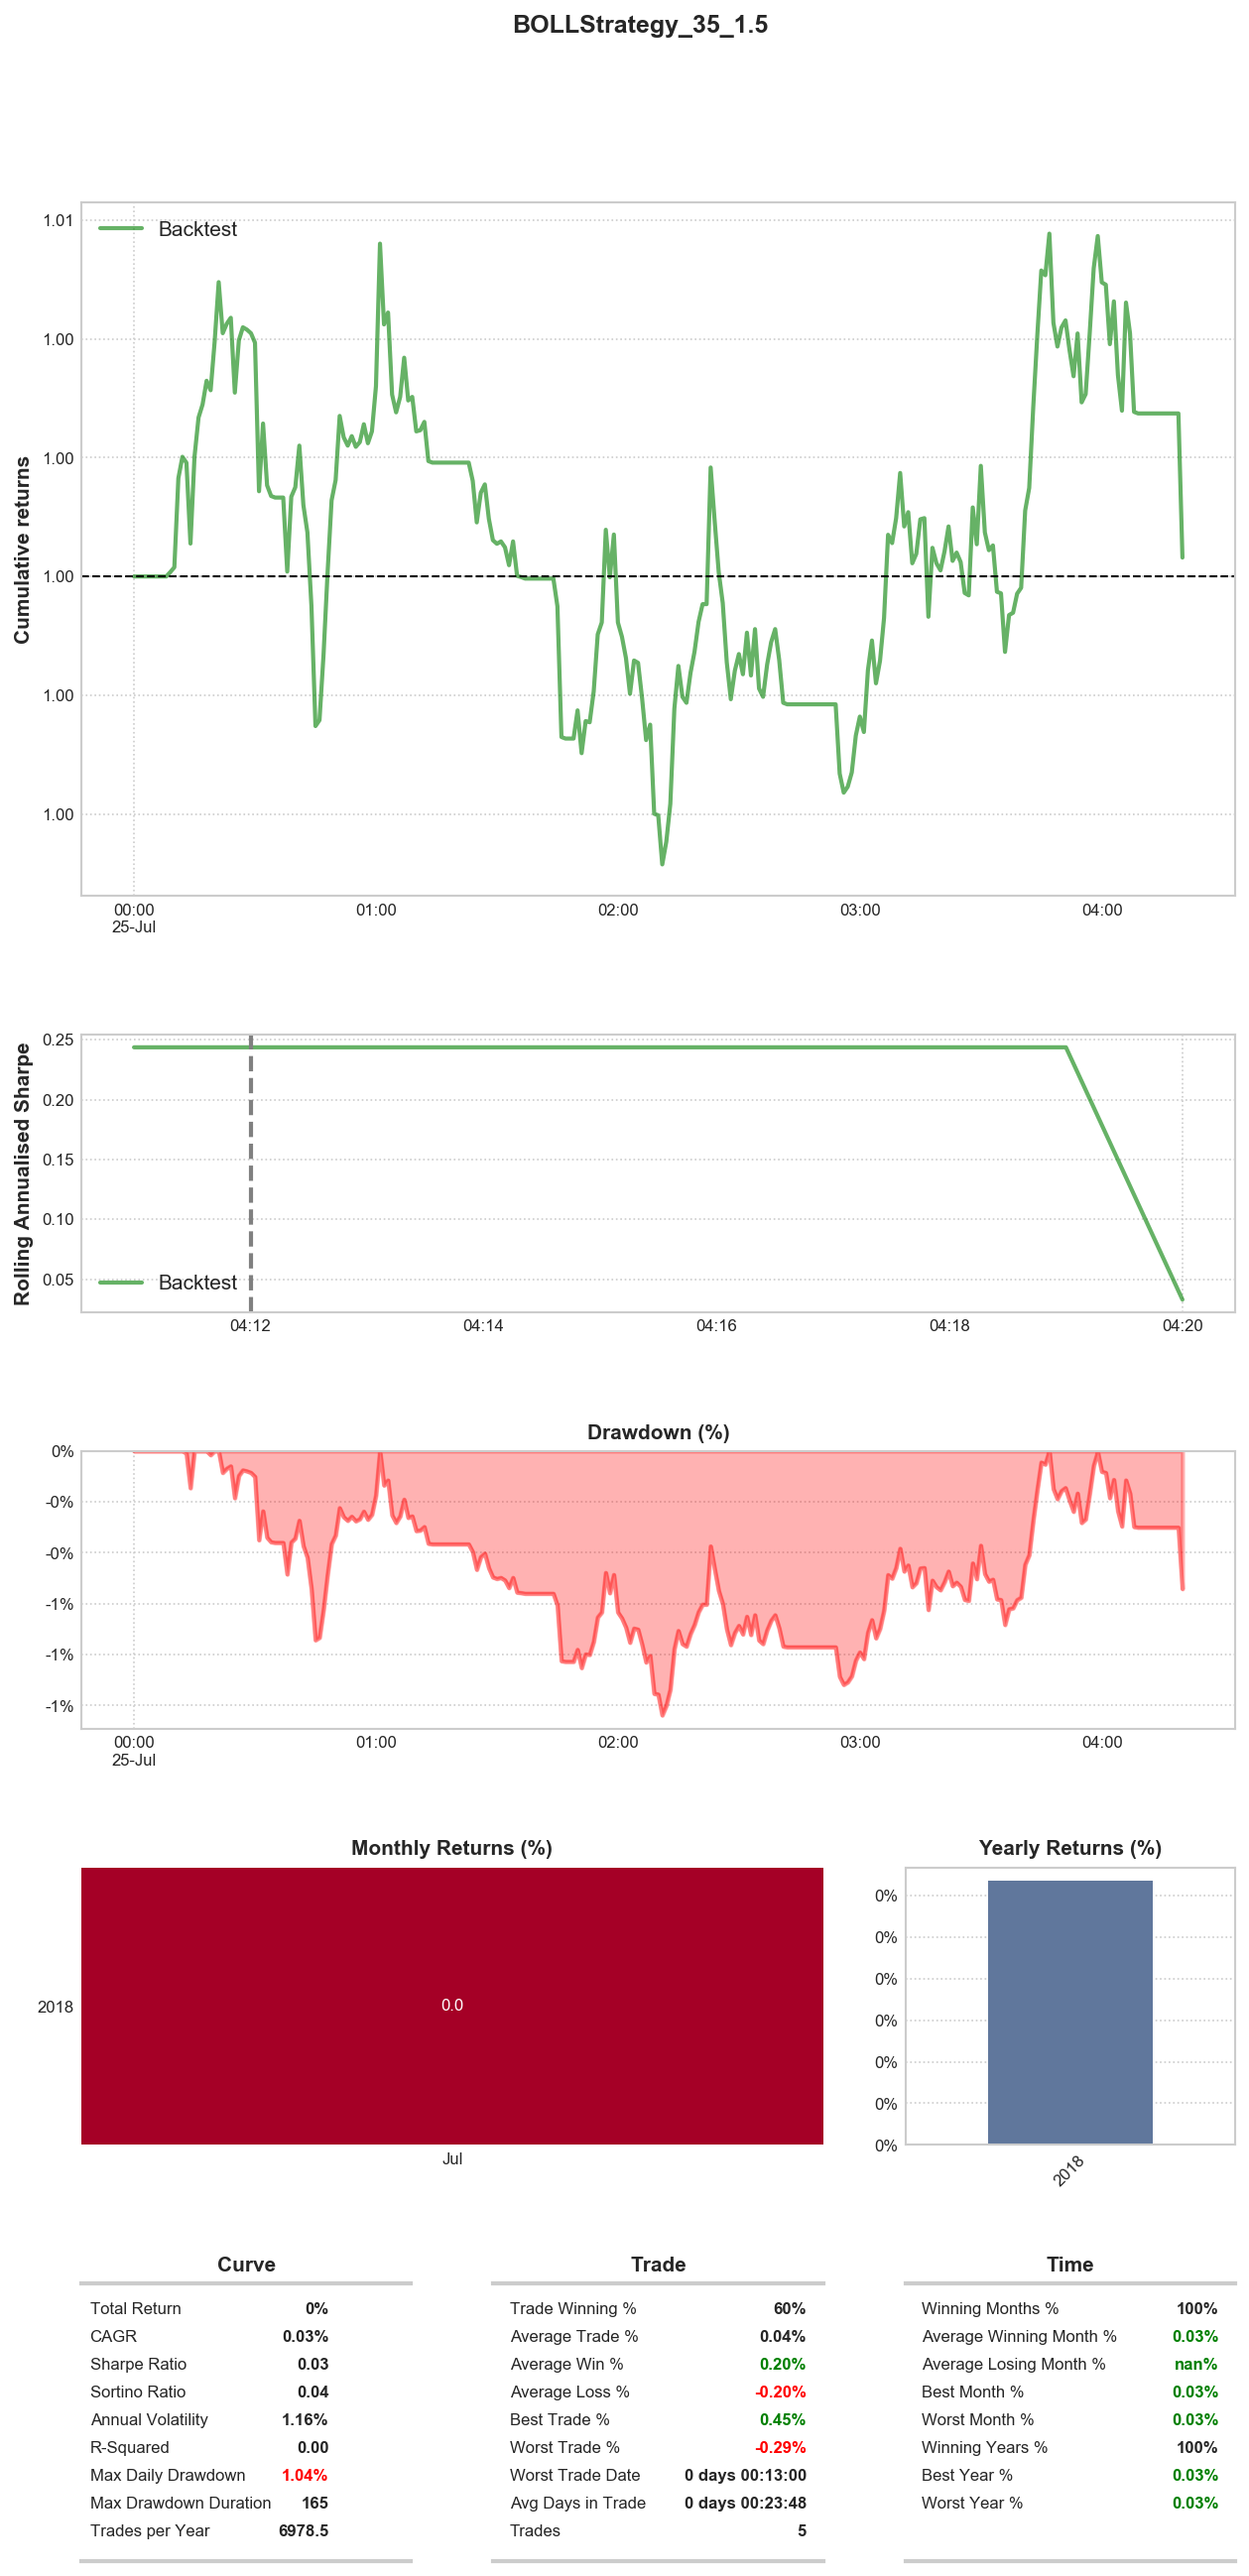 BOLLStrategy_35_1.5
Cumulative returns
Backtest
1.01
1.00
1.00
1.00
1.00
1.00
00:00
25-Jul
01:00
02:00
03:00
04:00
Rolling Annualised Sharpe
0.25
0.20
0.15
0.10
0.05
Backtest
04:12
04:14
04:16
04:18
04:20
Drawdown (%)
0%
-0%
-0%
-1%
-1%
-1%
00:00
25-Jul
01:00
02:00
03:00
04:00
Monthly Returns (%)
2018
0.0
Jul
Yearly Returns (%)
0%
0%
0%
0%
0%
0%
0%
2018
Curve
Total Return 0%
CAGR 0.03%
Sharpe Ratio 0.03
Sortino Ratio 0.04
Annual Volatility 1.16%
R-Squared 0.00
Max Daily Drawdown 1.04%
Max Drawdown Duration 165
Trades per Year 6978.5
Trade
Trade Winning % 60%
Average Trade % 0.04%
Average Win % 0.20%
Average Loss % -0.20%
Best Trade % 0.45%
Worst Trade % -0.29%
Worst Trade Date 0 days 00:13:00
Avg Days in Trade 0 days 00:23:48
Trades 5
Time
Winning Months % 100%
Average Winning Month % 0.03%
Average Losing Month % nan%
Best Month % 0.03%
Worst Month % 0.03%
Winning Years % 100%
Best Year % 0.03%
Worst Year % 0.03%